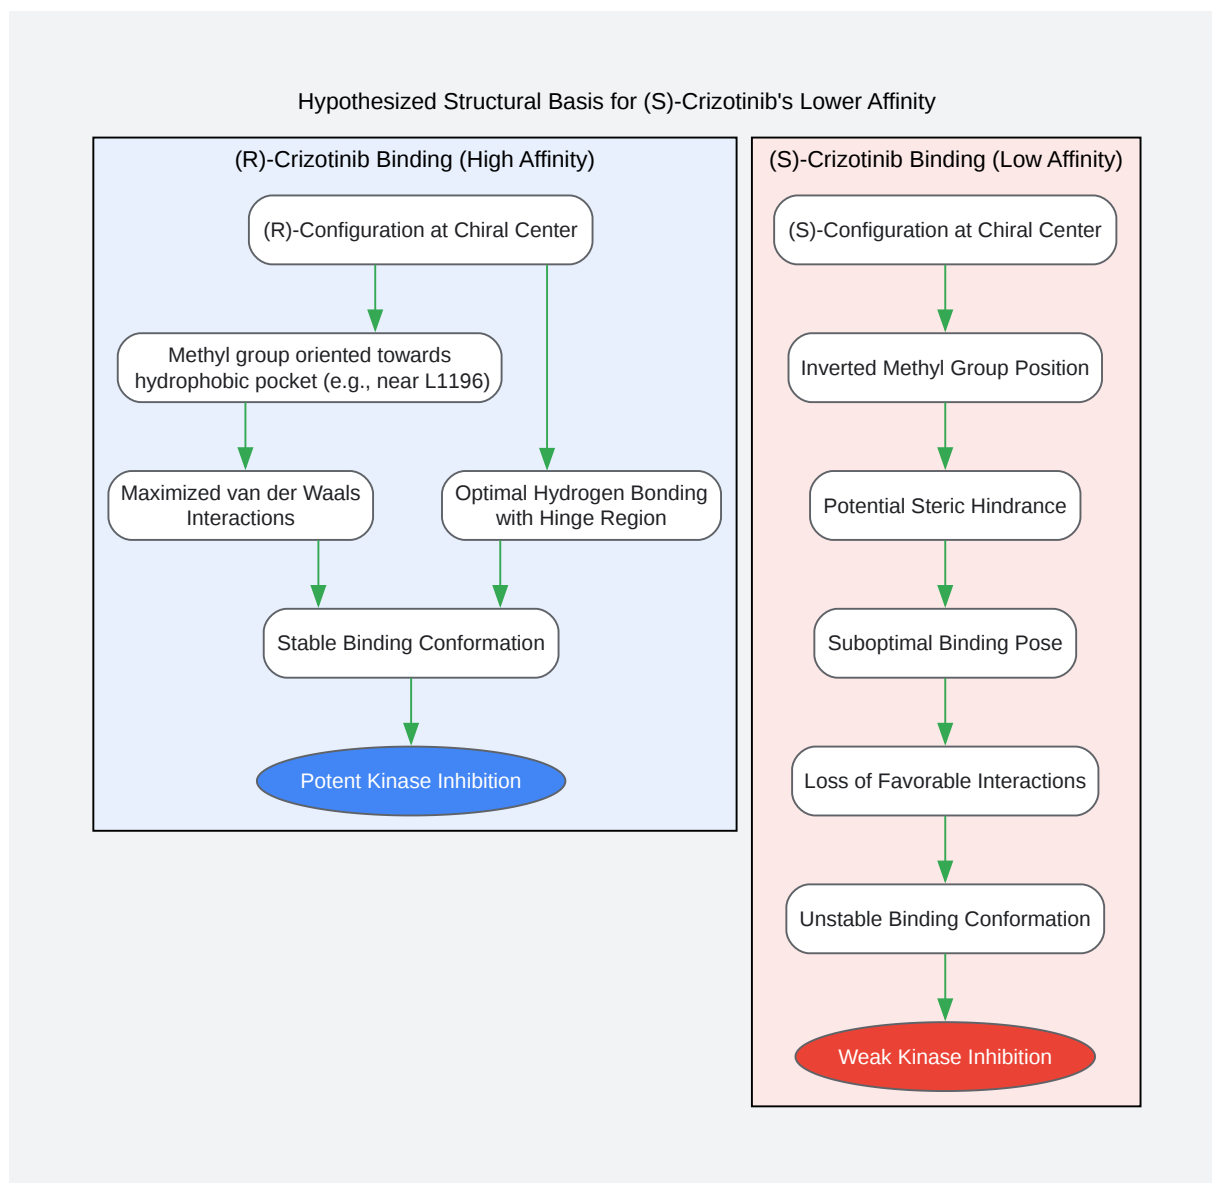 Hypothesized Structural Basis for (S)-Crizotinib's Lower Affinity
(R)-Crizotinib Binding (High Affinity)
(R)-Configuration at Chiral Center
Methyl group oriented towards
hydrophobic pocket (e.g., near L1196)
Maximized van der Waals
Interactions
Optimal Hydrogen Bonding
with Hinge Region
Stable Binding Conformation
Potent Kinase Inhibition
(S)-Crizotinib Binding (Low Affinity)
(S)-Configuration at Chiral Center
Inverted Methyl Group Position
Potential Steric Hindrance
Suboptimal Binding Pose
Loss of Favorable Interactions
Unstable Binding Conformation
Weak Kinase Inhibition